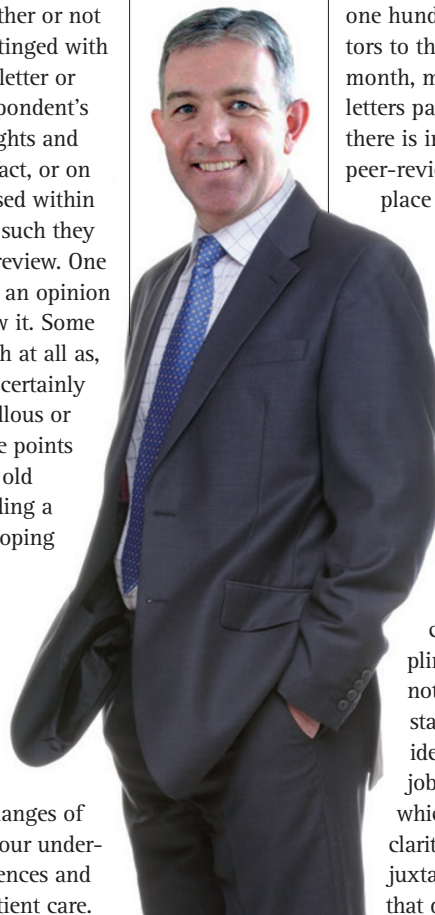 ther or not
tinged with
letter or
pondent's
ghts and
fact, or on
sed within
such they
review. One
an opinion
w it. Some
h at all as,
certainly
llous or
e points
old
ding a
oping
anges of
our under-
ences and
tient care.
one hund
tors to th
month, m
letters pa
there is in
peer-revie
place
c
plin
not
sta
ide
job
whic
clarit
juxta
that c